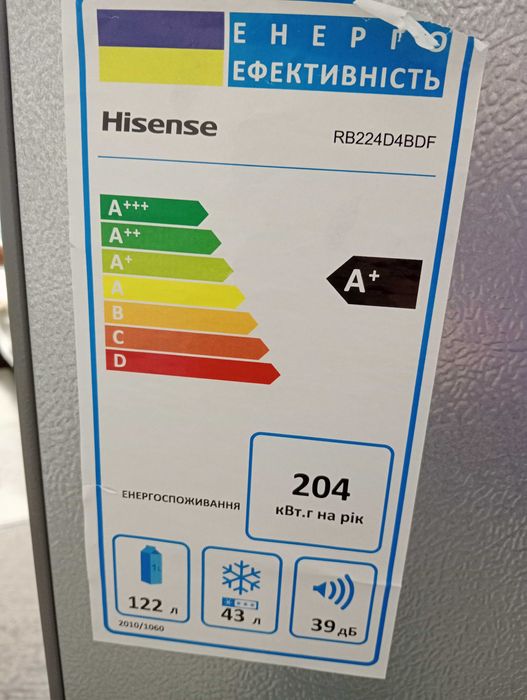 ЕНЕРГО
ЕФЕКТИВНІСТЬ
Hisense
RB224D4BDF
A+++
A++
A+
A
B
C
D
A+
ЕНЕРГОСПОЖИВАННЯ
204
кВт.г на рік
1L
122 л
43 л
39 дБ
2010/1060